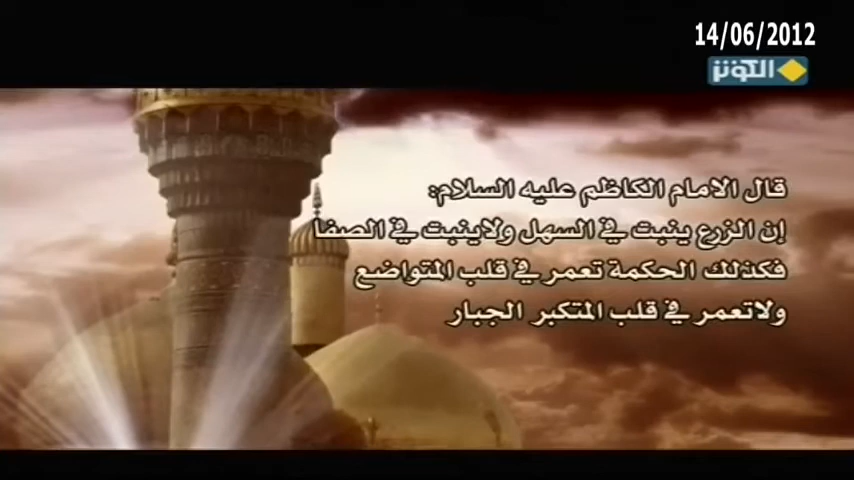 14/06/2012
الكوثر
قال الامام الكاظم عليه السلام:
إن الزرع ينبت في السهل ولاينبت في الصفا
فكذلك الحكمة تعمر في قلب المتواضع
ولاتعمر في قلب المتكبر الجبار